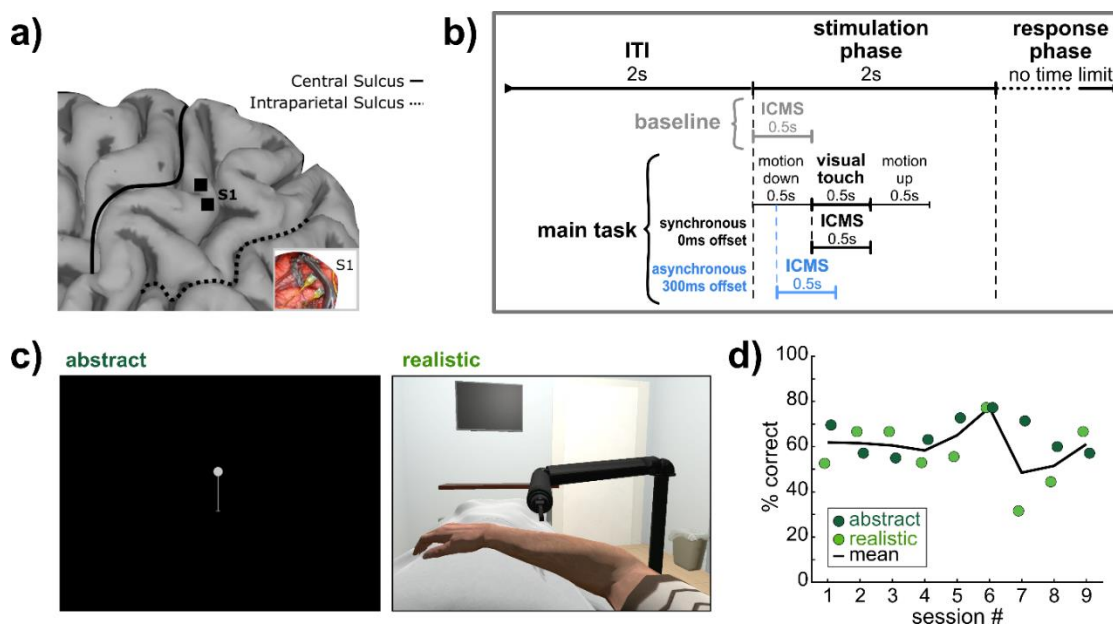 a)
Central Sulcus
Intraparietal Sulcus
S1
S1
b)
ITI
2s
stimulation
phase
2s
response
phase
no time limit
baseline
ICMS
0.5s
main task
motion
down
0.5s
visual
touch
0.5s
motion
up
0.5s
synchronous
0ms offset
ICMS
0.5s
asynchronous
300ms offset
ICMS
0.5s
c)
abstract
realistic
d)
% correct
100
80
60
40
20
0
abstract
realistic
mean
1 2 3 4 5 6 7 8 9
session #